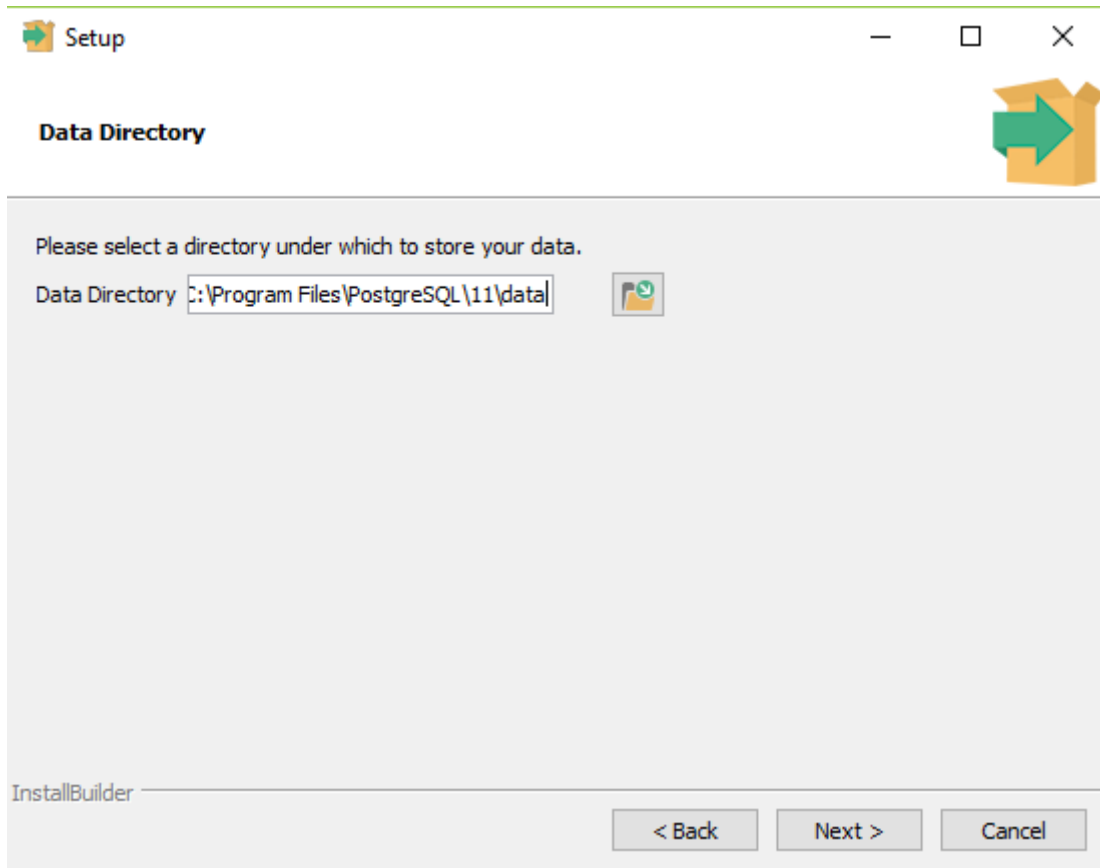 Setup
Data Directory
Please select a directory under which to store your data.
Data Directory C:\Program Files\PostgreSQL\11\data
InstallBuilder
< Back Next > Cancel